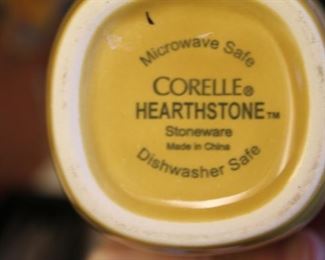 Microwave Safe
CORELLE®
HEARTHSTONE™
Stoneware
Made in China
Dishwasher Safe